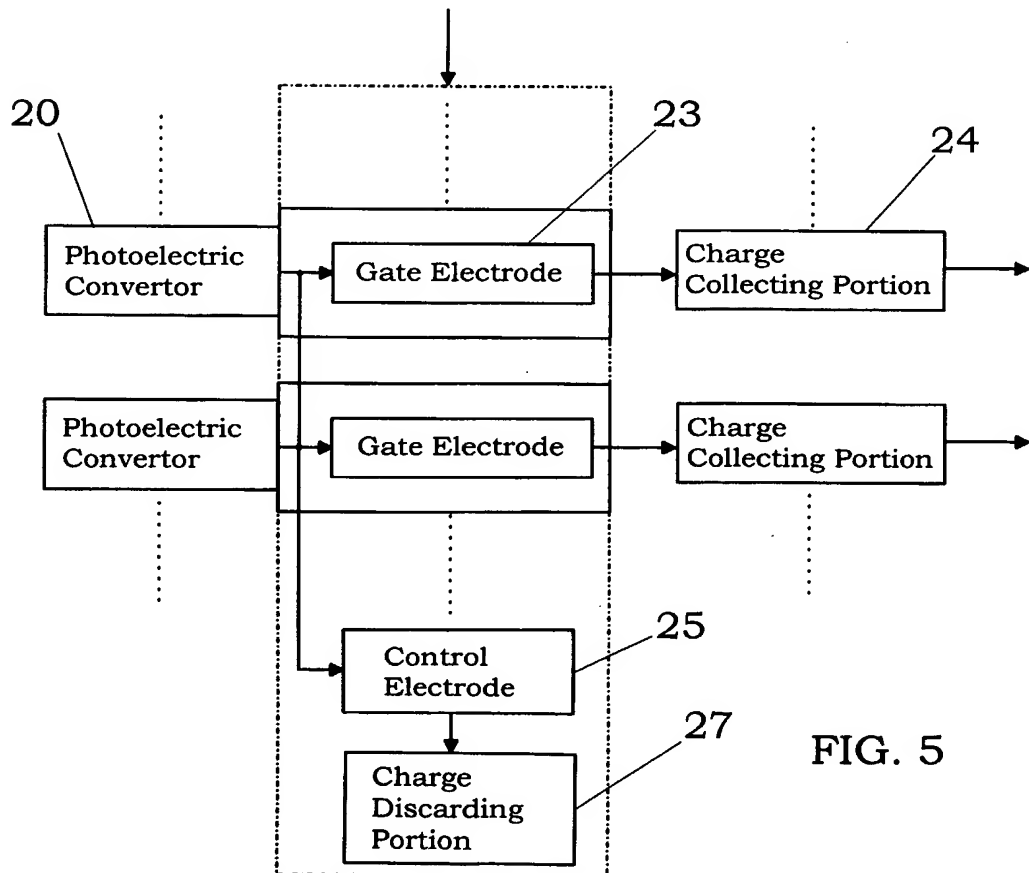 20
23
24
Photoelectric
Convertor
Gate Electrode
Charge
Collecting Portion
Photoelectric
Convertor
Gate Electrode
Charge
Collecting Portion
25
Control
Electrode
27
Charge
Discarding
Portion
FIG. 5